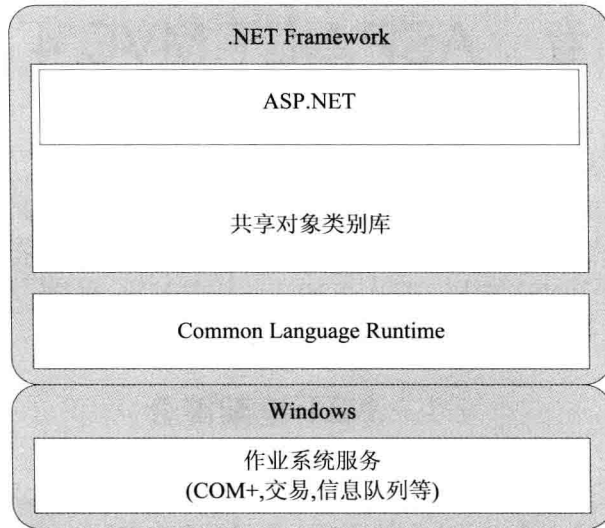 .NET Framework
ASP.NET
共享对象类别库
Common Language Runtime
Windows
作业系统服务
(COM+,交易,信息队列等)